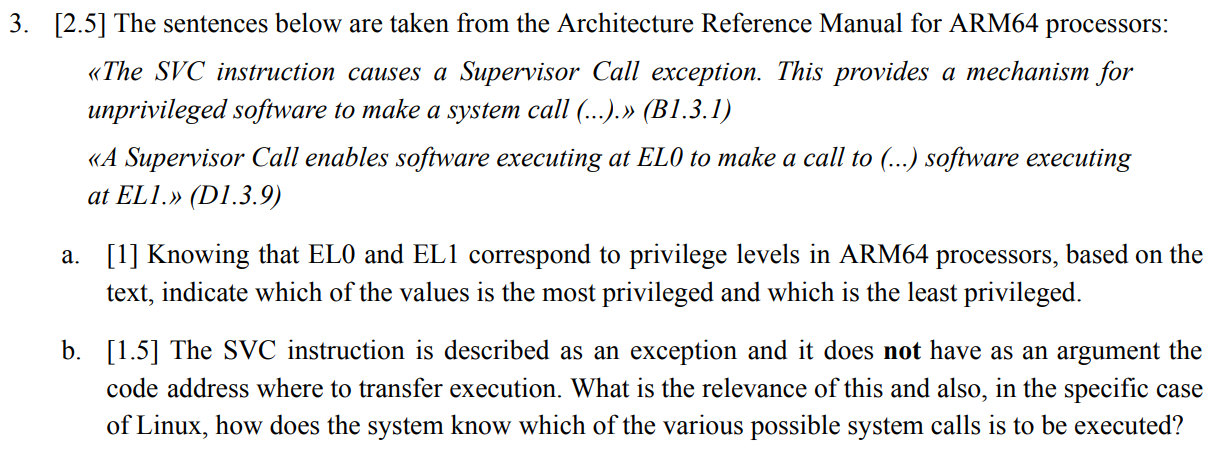 3. [2.5] The sentences below are taken from the Architecture Reference Manual for ARM64 processors:
«The SVC instruction causes a Supervisor Call exception. This provides a mechanism for
unprivileged software to make a system call (...).» (B1.3.1)
«A Supervisor Call enables software executing at EL0 to make a call to (...) software executing
at EL1.» (D1.3.9)
a. [1] Knowing that EL0 and EL1 correspond to privilege levels in ARM64 processors, based on the
text, indicate which of the values is the most privileged and which is the least privileged.
b. [1.5] The SVC instruction is described as an exception and it does not have as an argument the
code address where to transfer execution. What is the relevance of this and also, in the specific case
of Linux, how does the system know which of the various possible system calls is to be executed?